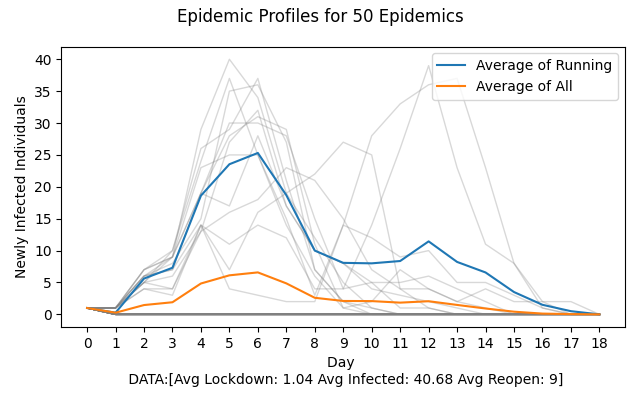 Epidemic Profiles for 50 Epidemics
Newly Infected Individuals
40
35
30
25
20
15
10
5
0
Average of Running
Average of All
0 1 2 3 4 5 6 7 8 9 10 11 12 13 14 15 16 17 18
Day
DATA:[Avg Lockdown: 1.04 Avg Infected: 40.68 Avg Reopen: 9]